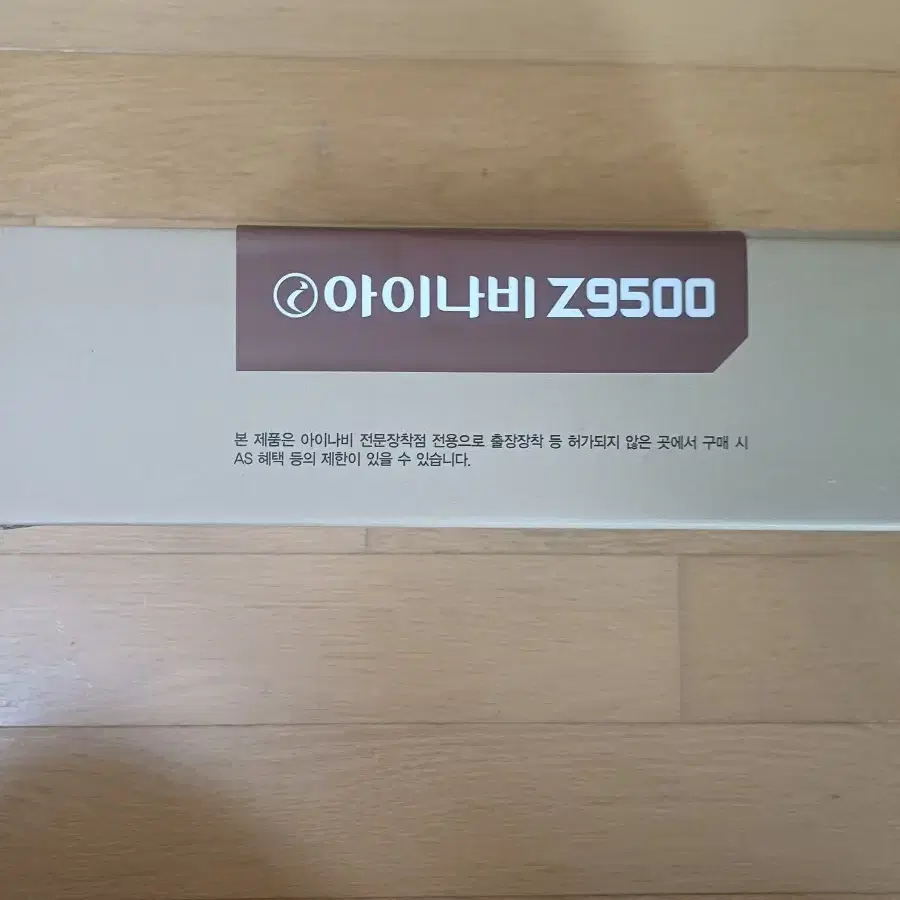 아이나비 Z9500
본 제품은 아이나비 전문장착점 전용으로 출장장착 등 허가되지 않은 곳에서 구매 시
AS 혜택 등의 제한이 있을 수 있습니다.